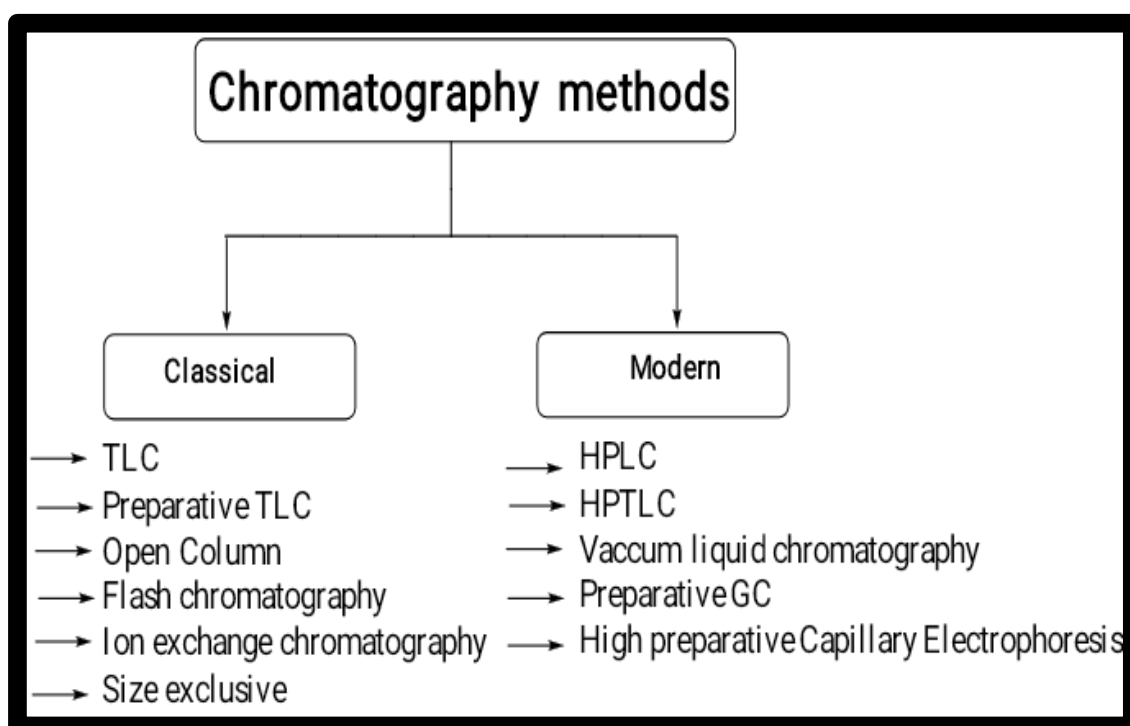 Chromatography methods
Classical
Modern
TLC
Preparative TLC
Open Column
Flash chromatography
Ion exchange chromatography
Size exclusive
HPLC
HPTLC
Vaccum liquid chromatography
Preparative GC
High preparative Capillary Electrophoresis